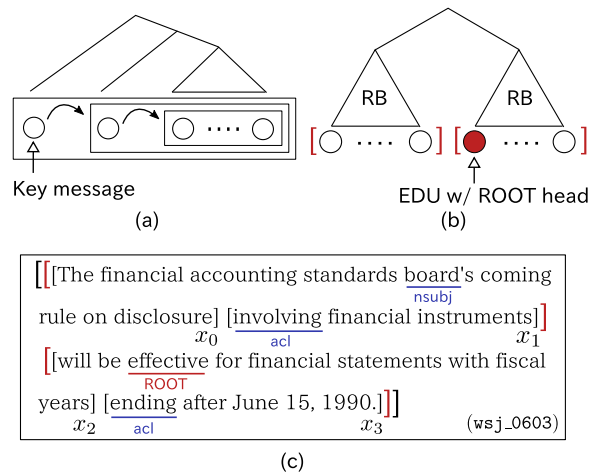 Key message
(a)
RB RB
[ .... ] [ .... ]
EDU w/ ROOT head
(b)
[[[The financial accounting standards board's coming
nsubj
rule on disclosure] [involving financial instruments]]
x0 acl x1
[[will be effective for financial statements with fiscal
ROOT
years] [ending after June 15, 1990.]]]
x2 acl x3 (wsj_0603)
(c)